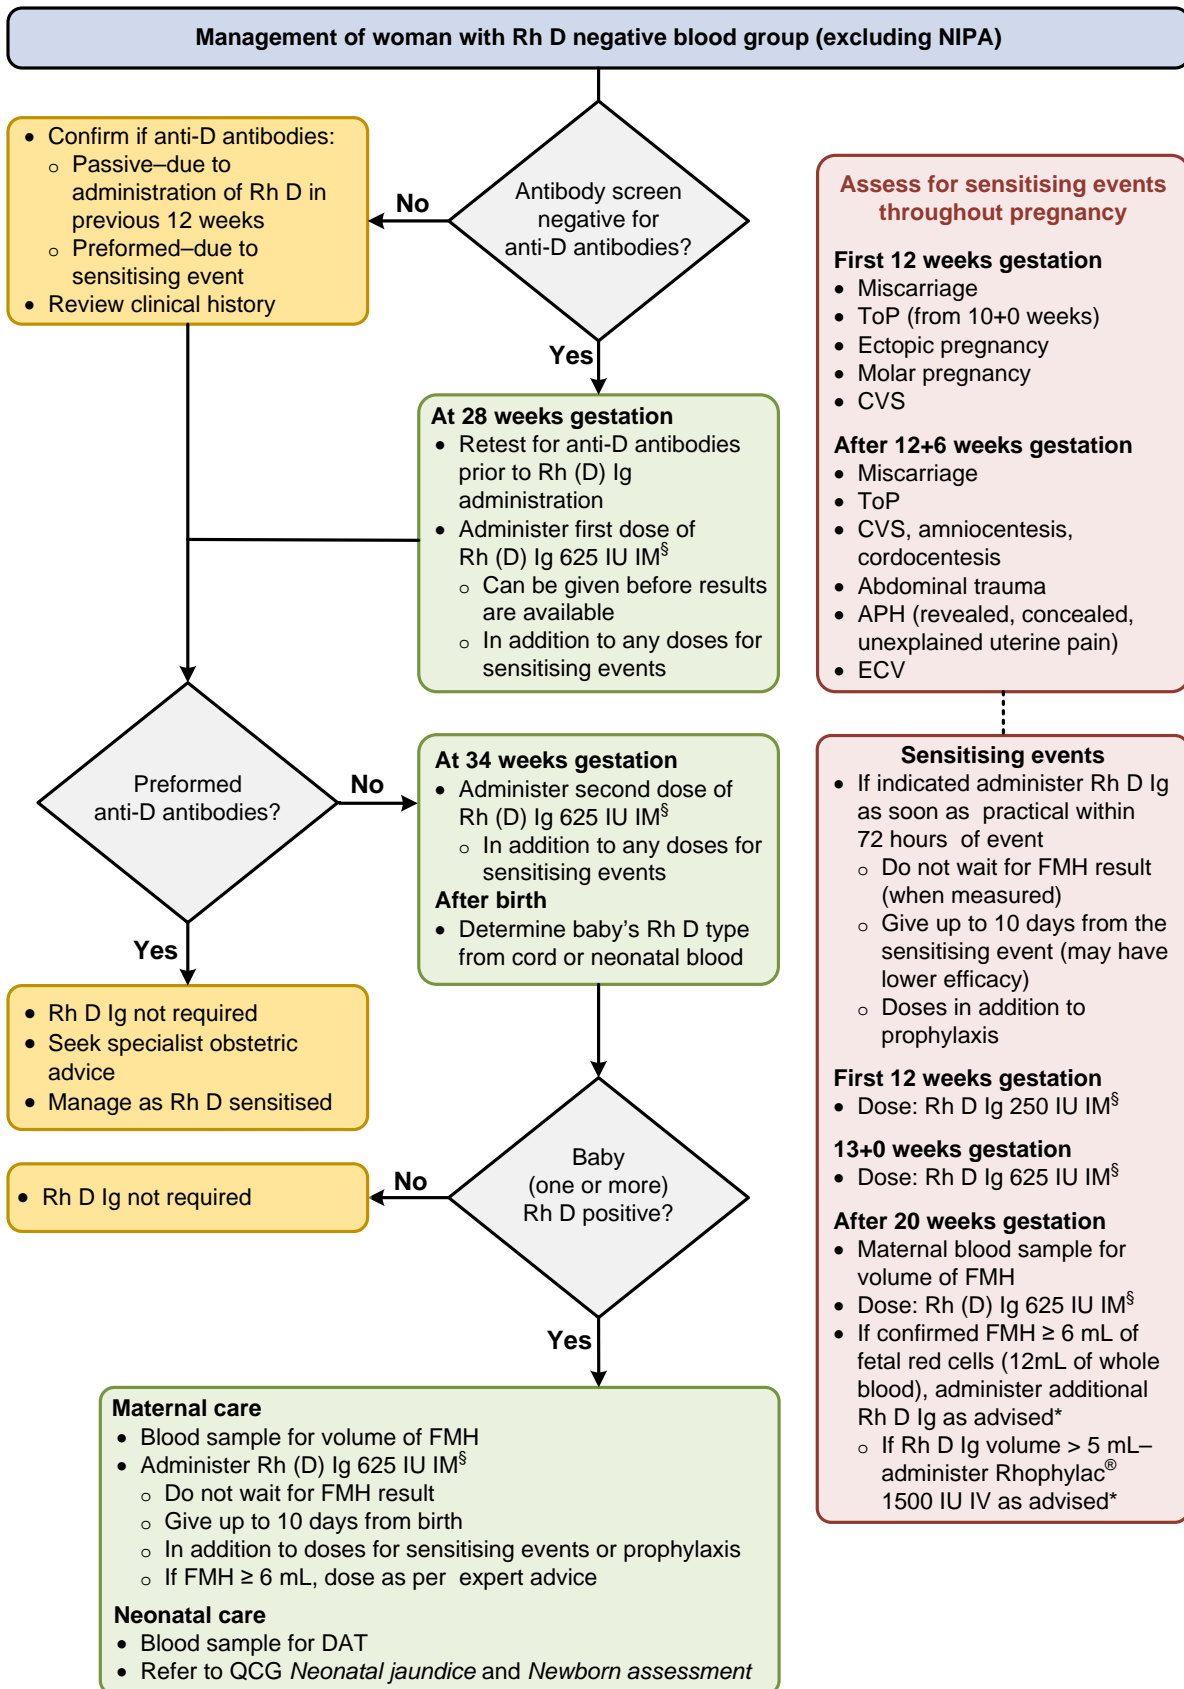 Management of woman with Rh D negative blood group (excluding NIPA)
• Confirm if anti-D antibodies:
o Passive–due to
administration of Rh D in
previous 12 weeks
o Preformed–due to
sensitising event
• Review clinical history
No
Antibody screen
negative for
anti-D antibodies?
Yes
At 28 weeks gestation
• Retest for anti-D antibodies
prior to Rh (D) Ig
administration
• Administer first dose of
Rh (D) Ig 625 IU IM§
o Can be given before results
are available
o In addition to any doses for
sensitising events
Preformed
anti-D antibodies?
No
Yes
At 34 weeks gestation
• Administer second dose of
Rh (D) Ig 625 IU IM§
o In addition to any doses for
sensitising events
After birth
• Determine baby's Rh D type
from cord or neonatal blood
• Rh D Ig not required
• Seek specialist obstetric
advice
• Manage as Rh D sensitised
Baby
(one or more)
Rh D positive?
No
• Rh D Ig not required
Yes
Maternal care
• Blood sample for volume of FMH
• Administer Rh (D) Ig 625 IU IM§
o Do not wait for FMH result
o Give up to 10 days from birth
o In addition to doses for sensitising events or prophylaxis
o If FMH ≥ 6 mL, dose as per expert advice
Neonatal care
• Blood sample for DAT
• Refer to QCG Neonatal jaundice and Newborn assessment
Assess for sensitising events
throughout pregnancy
First 12 weeks gestation
• Miscarriage
• ToP (from 10+0 weeks)
• Ectopic pregnancy
• Molar pregnancy
• CVS
After 12+6 weeks gestation
• Miscarriage
• ToP
• CVS, amniocentesis,
cordocentesis
• Abdominal trauma
• APH (revealed, concealed,
unexplained uterine pain)
• ECV
Sensitising events
• If indicated administer Rh D Ig
as soon as practical within
72 hours of event
o Do not wait for FMH result
(when measured)
o Give up to 10 days from the
sensitising event (may have
lower efficacy)
o Doses in addition to
prophylaxis
First 12 weeks gestation
• Dose: Rh D Ig 250 IU IM§
13+0 weeks gestation
• Dose: Rh D Ig 625 IU IM§
After 20 weeks gestation
• Maternal blood sample for
volume of FMH
• Dose: Rh (D) Ig 625 IU IM§
• If confirmed FMH ≥ 6 mL of
fetal red cells (12mL of whole
blood), administer additional
Rh D Ig as advised*
o If Rh D Ig volume > 5 mL–
administer Rhophylac®
1500 IU IV as advised*